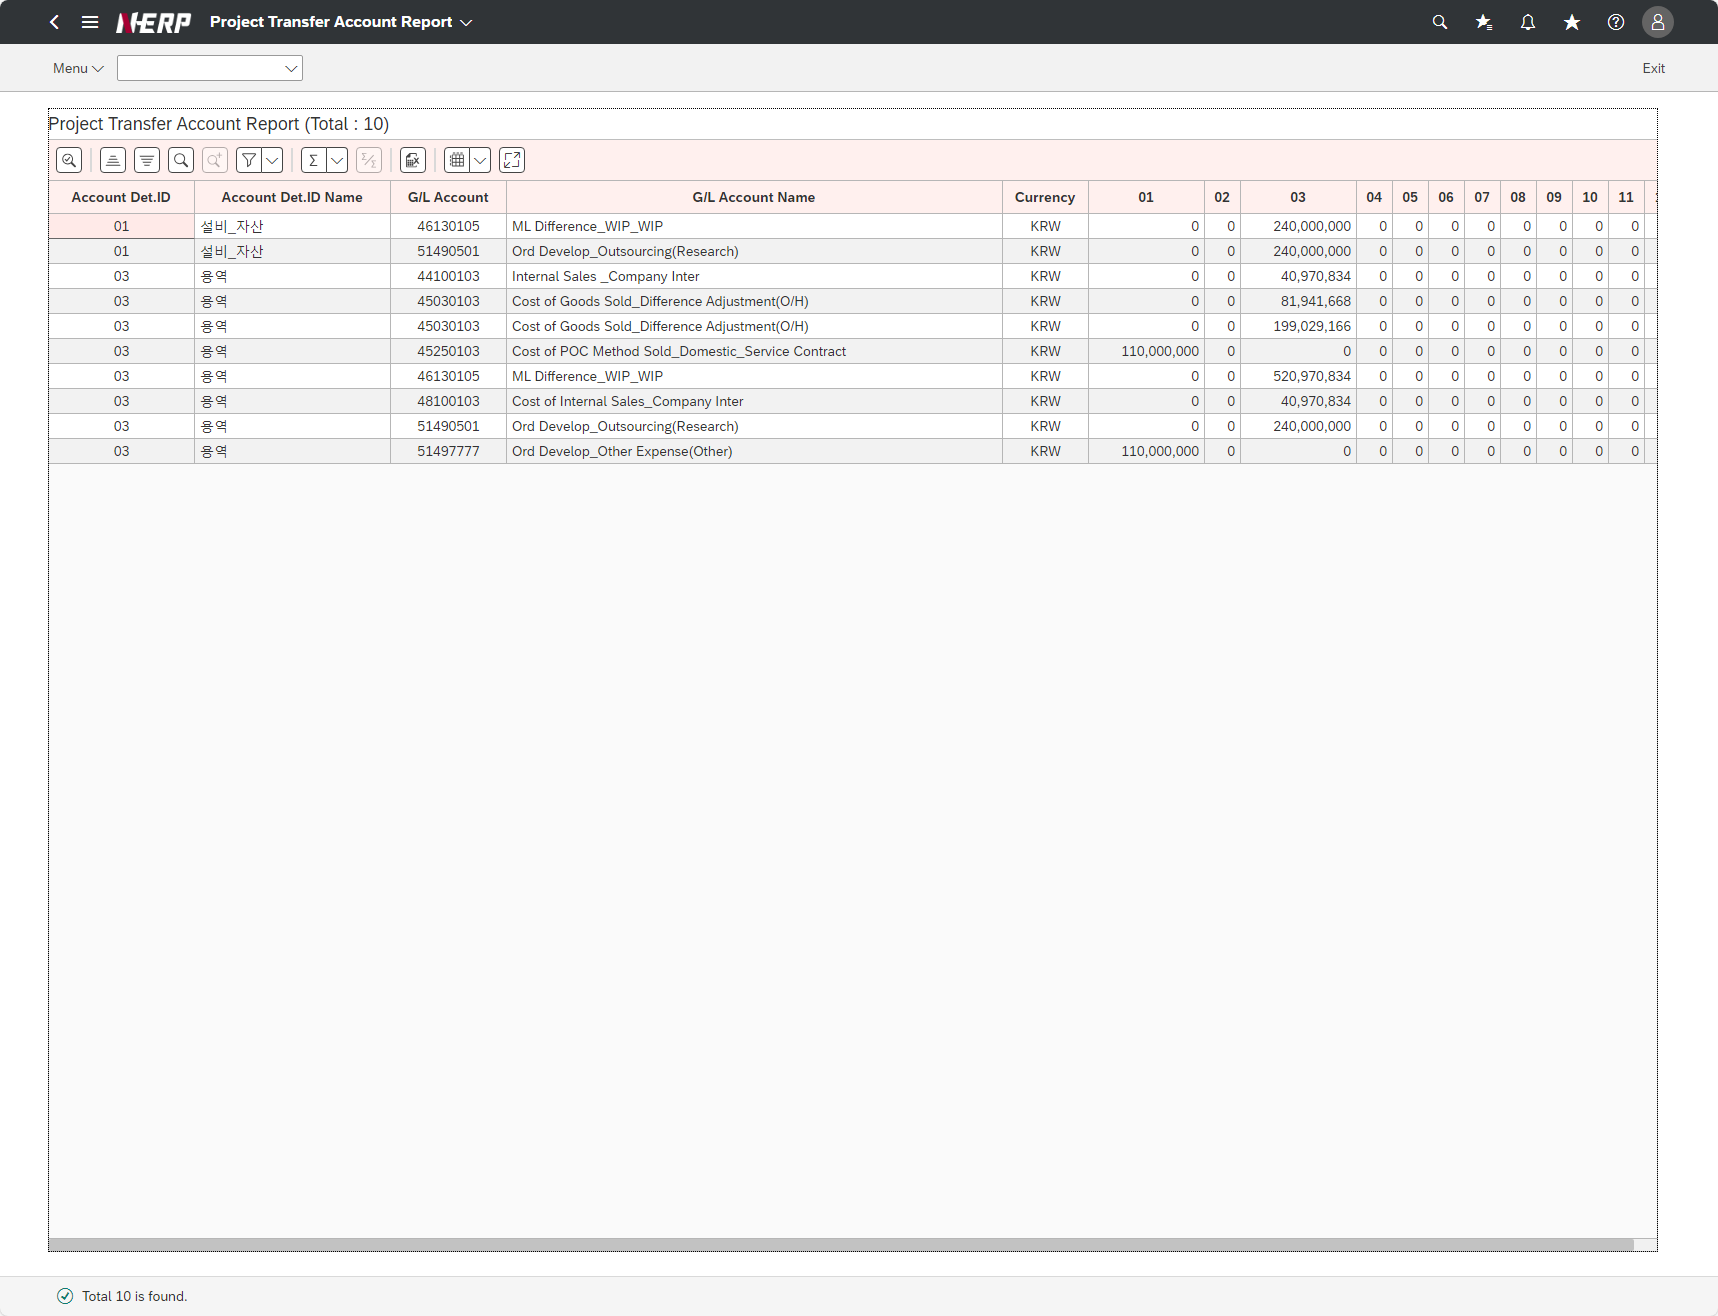 NERP Project Transfer Account Report
Menu Exit
Project Transfer Account Report (Total : 10)
Account Det.ID Account Det.ID Name G/L Account G/L Account Name Currency 01 02 03 04 05 06 07 08 09 10 11
01 설비_자산 46130105 ML Difference_WIP_WIP KRW 0 0 240,000,000 0 0 0 0 0 0 0 0
01 설비_자산 51490501 Ord Develop_Outsourcing(Research) KRW 0 0 240,000,000 0 0 0 0 0 0 0 0
03 용역 44100103 Internal Sales _Company Inter KRW 0 0 40,970,834 0 0 0 0 0 0 0 0
03 용역 45030103 Cost of Goods Sold_Difference Adjustment(O/H) KRW 0 0 81,941,668 0 0 0 0 0 0 0 0
03 용역 45030103 Cost of Goods Sold_Difference Adjustment(O/H) KRW 0 0 199,029,166 0 0 0 0 0 0 0 0
03 용역 45250103 Cost of POC Method Sold_Domestic_Service Contract KRW 110,000,000 0 0 0 0 0 0 0 0 0 0
03 용역 46130105 ML Difference_WIP_WIP KRW 0 0 520,970,834 0 0 0 0 0 0 0 0
03 용역 48100103 Cost of Internal Sales_Company Inter KRW 0 0 40,970,834 0 0 0 0 0 0 0 0
03 용역 51490501 Ord Develop_Outsourcing(Research) KRW 0 0 240,000,000 0 0 0 0 0 0 0 0
03 용역 51497777 Ord Develop_Other Expense(Other) KRW 110,000,000 0 0 0 0 0 0 0 0 0 0
Total 10 is found.